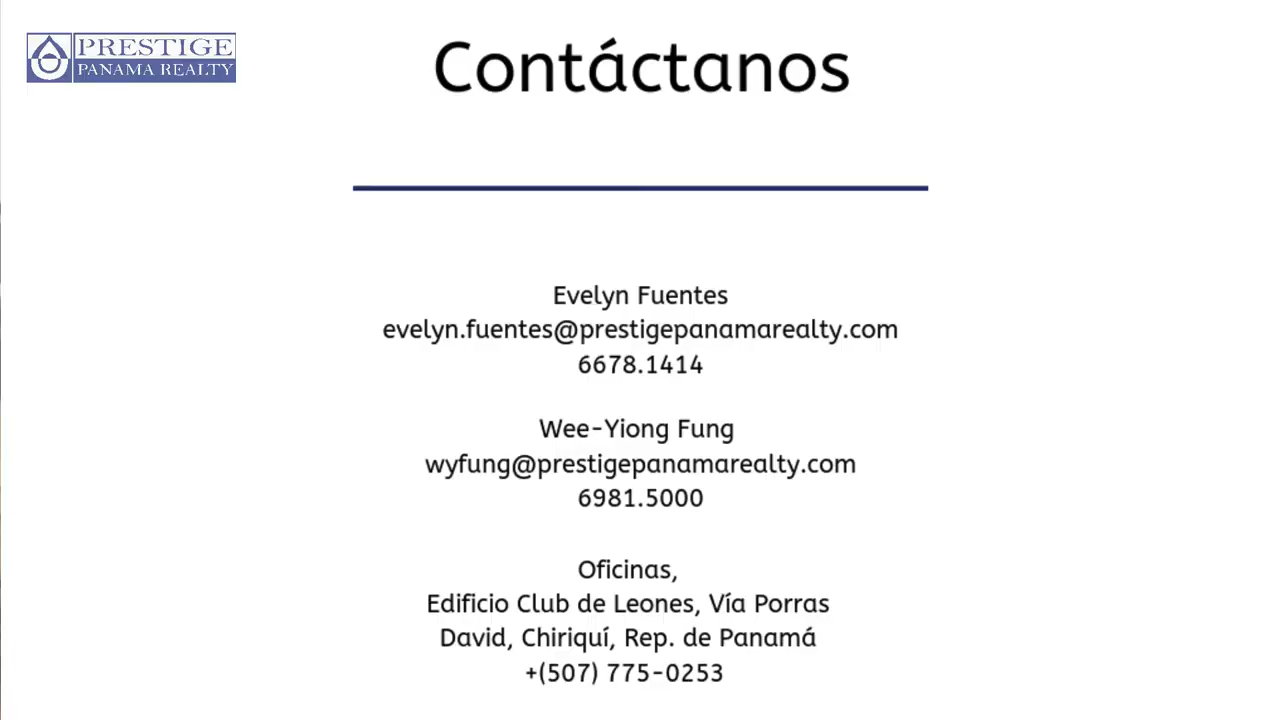 PRESTIGE
PANAMA REALTY
Contáctanos
Evelyn Fuentes
evelyn.fuentes@prestigepanamarealty.com
6678.1414
Wee-Yiong Fung
wyfung@prestigepanamarealty.com
6981.5000
Oficinas,
Edificio Club de Leones, Vía Porras
David, Chiriquí, Rep. de Panamá
+(507) 775-0253